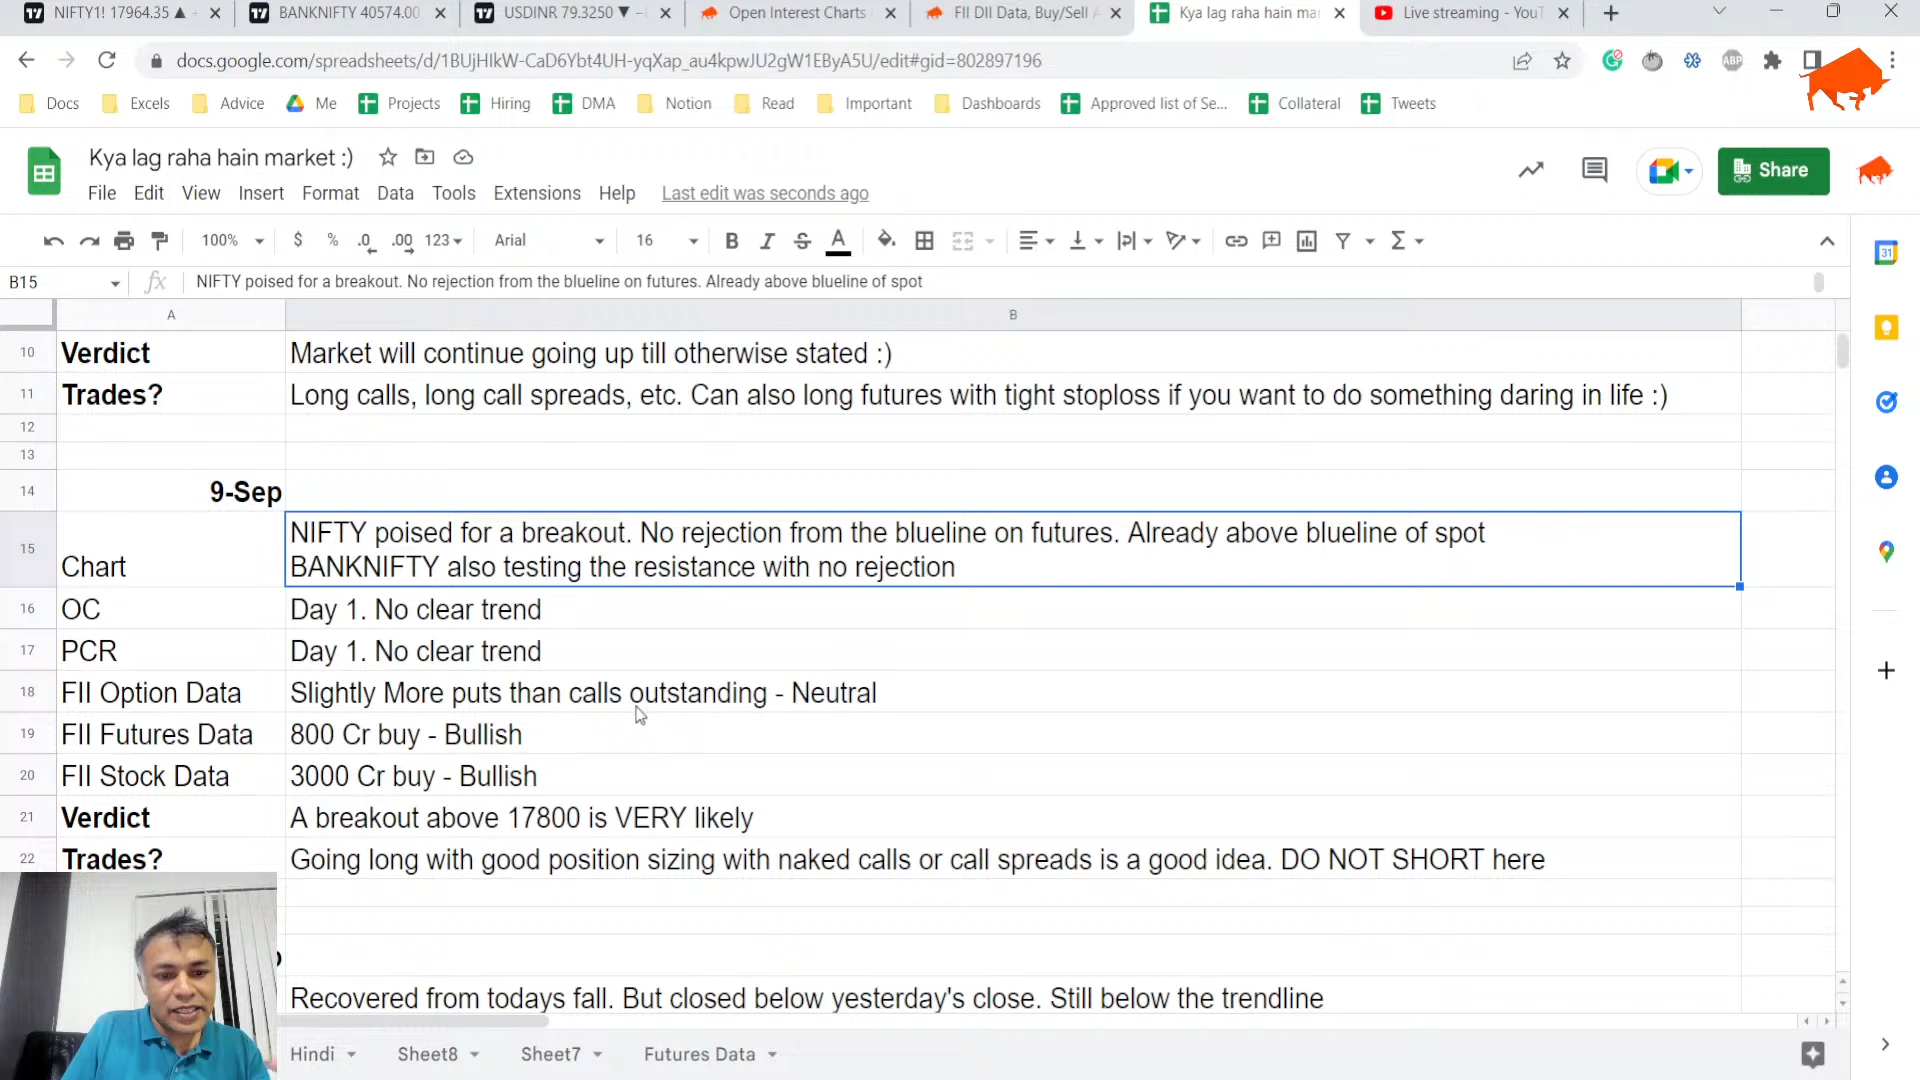 NIFTY1! 17964.35 ▲
BANKNIFTY 40574.00
USDINR 79.3250 ▼
Open Interest Charts
FII DII Data, Buy/Sell
Kya lag raha hain mar
Live streaming - YouT
docs.google.com/spreadsheets/d/1BUjHIkW-CaD6Ybt4UH-yqXap_au4kpwJU2gW1EByA5U/edit#gid=802897196
Docs Excels Advice Me Projects Hiring DMA Notion Read Important Dashboards Approved list of Se... Collateral Tweets
Kya lag raha hain market :)
File Edit View Insert Format Data Tools Extensions Help Last edit was seconds ago
Share
100% $ % .0 .00 123 Arial 16 B I S A Σ
B15 fx NIFTY poised for a breakout. No rejection from the blueline on futures. Already above blueline of spot
A B
10 Verdict Market will continue going up till otherwise stated :)
11 Trades? Long calls, long call spreads, etc. Can also long futures with tight stoploss if you want to do something daring in life :)
12
13
14 9-Sep
NIFTY poised for a breakout. No rejection from the blueline on futures. Already above blueline of spot
15 Chart BANKNIFTY also testing the resistance with no rejection
16 OC Day 1. No clear trend
17 PCR Day 1. No clear trend
18 FII Option Data Slightly More puts than calls outstanding - Neutral
19 FII Futures Data 800 Cr buy - Bullish
20 FII Stock Data 3000 Cr buy - Bullish
21 Verdict A breakout above 17800 is VERY likely
22 Trades? Going long with good position sizing with naked calls or call spreads is a good idea. DO NOT SHORT here
Recovered from todays fall. But closed below yesterday's close. Still below the trendline
Hindi Sheet8 Sheet7 Futures Data
ABP
31